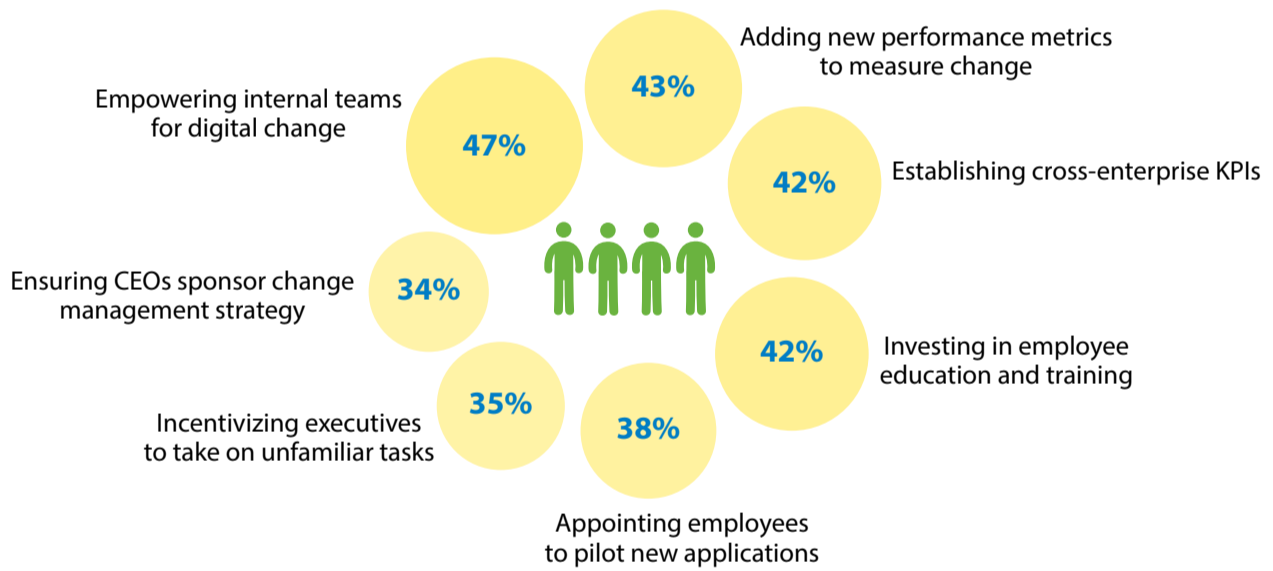 Empowering internal teams
for digital change
47%
43%
Adding new performance metrics
to measure change
42%
Establishing cross-enterprise KPIs
42%
Investing in employee
education and training
38%
Appointing employees
to pilot new applications
35%
Incentivizing executives
to take on unfamiliar tasks
34%
Ensuring CEOs sponsor change
management strategy